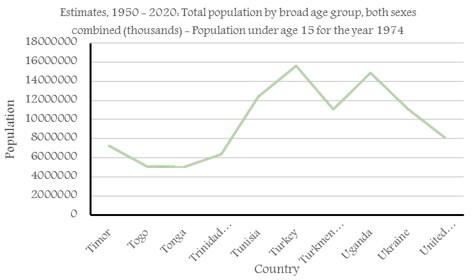 Estimates, 1950 - 2020: Total population by broad age group, both sexes
combined (thousands) - Population under age 15 for the year 1974
18000000
16000000
14000000
12000000
10000000
8000000
6000000
4000000
2000000
0
Population
Timor
Togo
Tonga
Trinidad...
Tunisia
Turkey
Turkmen...
Uganda
Ukraine
United...
Country